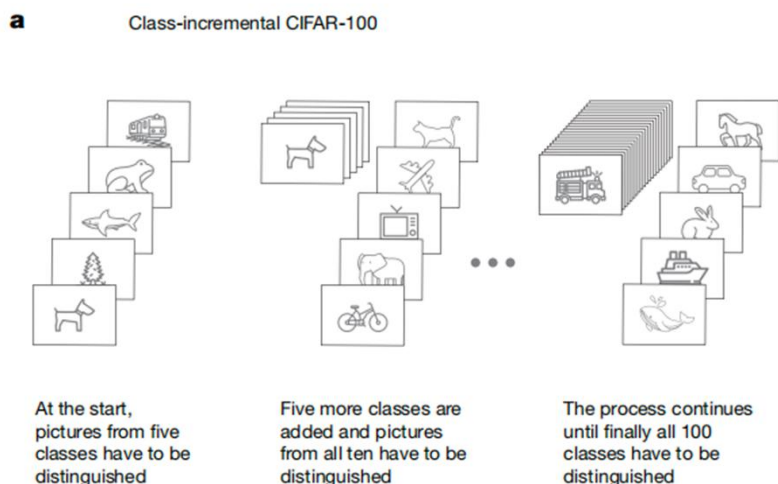 a
Class-incremental CIFAR-100
At the start,
pictures from five
classes have to be
distinguished
Five more classes are
added and pictures
from all ten have to be
distinguished
The process continues
until finally all 100
classes have to be
distinguished